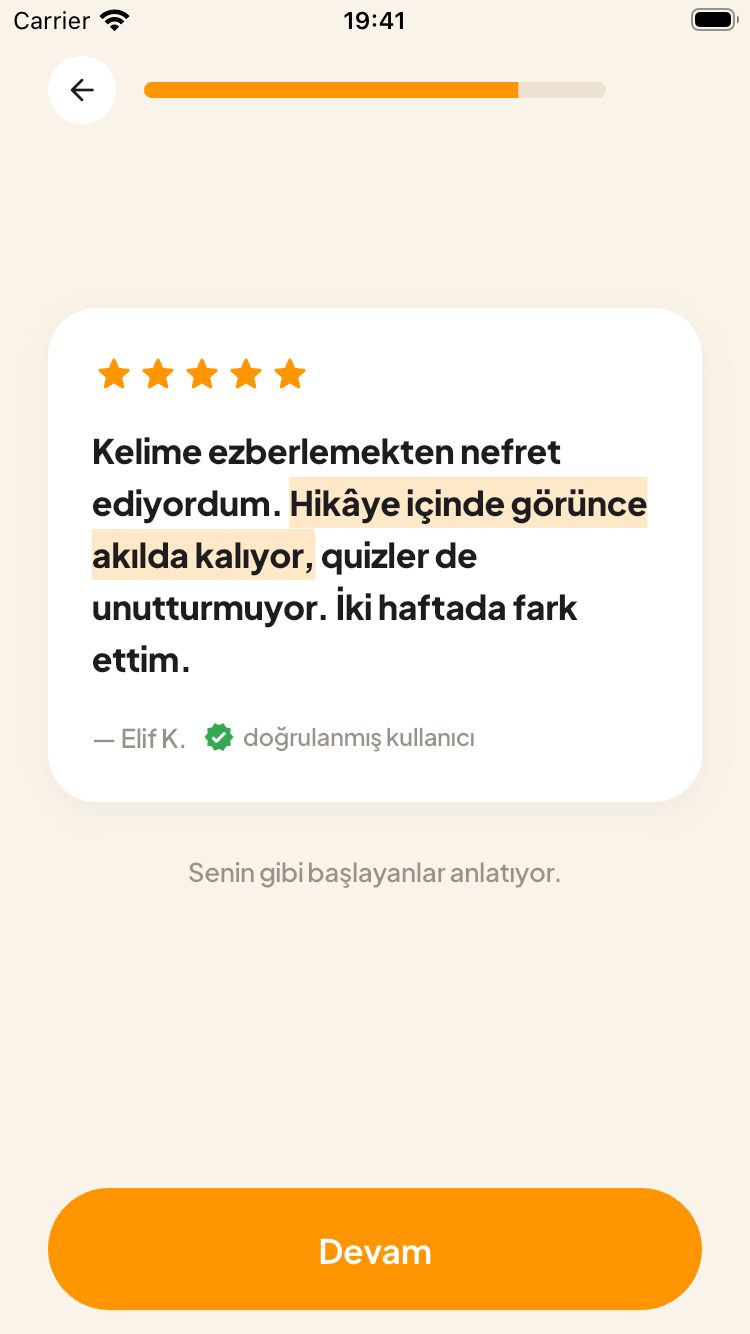 Carrier 19:41
Kelime ezberlemekten nefret
ediyordum. Hikâye içinde görünce
akılda kalıyor, quizler de
unutturmuyor. İki haftada fark
ettim.
— Elif K. doğrulanmış kullanıcı
Senin gibi başlayanlar anlatıyor.
Devam